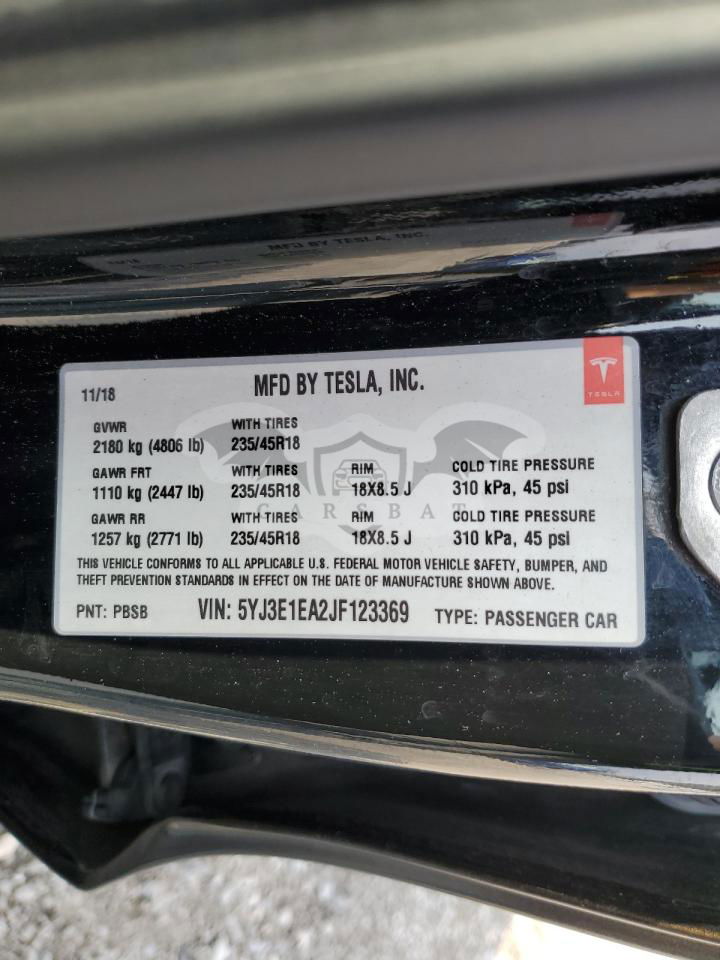 MFD BY TESLA, INC.
11/18 MFD BY TESLA, INC.
TESLA
GVWR WITH TIRES
2180 kg (4806 lb) 235/45R18
GAWR FRT WITH TIRES RIM COLD TIRE PRESSURE
1110 kg (2447 lb) 235/45R18 18X8.5 J 310 kPa, 45 psi
CARSBAT
GAWR RR WITH TIRES RIM COLD TIRE PRESSURE
1257 kg (2771 lb) 235/45R18 18X8.5 J 310 kPa, 45 psi
THIS VEHICLE CONFORMS TO ALL APPLICABLE U.S. FEDERAL MOTOR VEHICLE SAFETY, BUMPER, AND
THEFT PREVENTION STANDARDS IN EFFECT ON THE DATE OF MANUFACTURE SHOWN ABOVE.
PNT: PBSB VIN: 5YJ3E1EA2JF123369 TYPE: PASSENGER CAR